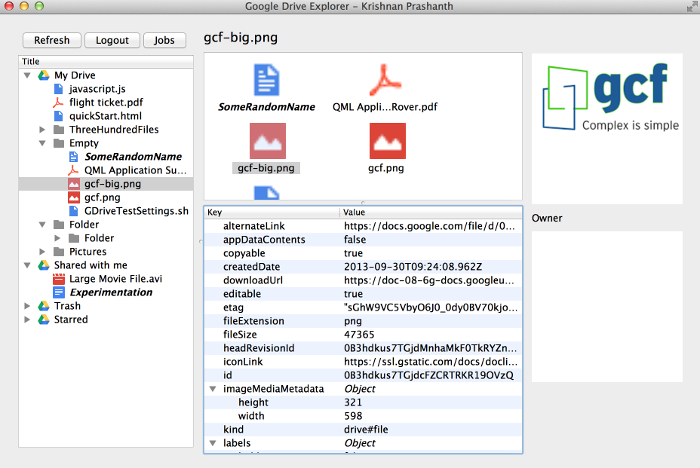 Google Drive Explorer – Krishnan Prashanth
Refresh
Logout
Jobs
Title
My Drive
javascript.js
flight ticket.pdf
quickStart.html
ThreeHundredFiles
Empty
SomeRandomName
QML Application Su...
gcf-big.png
gcf.png
GDriveTestSettings.sh
Folder
Folder
Pictures
Shared with me
Large Movie File.avi
Experimentation
Trash
Starred
gcf-big.png
SomeRandomName
QML Appli...Rover.pdf
gcf-big.png
gcf.png
Key Value
alternateLink https://docs.google.com/file/d/0...
appDataContents false
copyable true
createdDate 2013-09-30T09:24:08.962Z
downloadUrl https://doc-08-6g-docs.googleu...
editable true
etag "sGhW9VC5VbyO6J0_0dy0BV70kjo...
fileExtension png
fileSize 47365
headRevisionId 0B3hdkus7TGjdMnhaMkF0TkRYZn...
iconLink https://ssl.gstatic.com/docs/docli...
id 0B3hdkus7TGjdcFZCRTRKR19OVzQ
imageMediaMetadata Object
height 321
width 598
kind drive#file
labels Object
gcf
Complex is simple
Owner